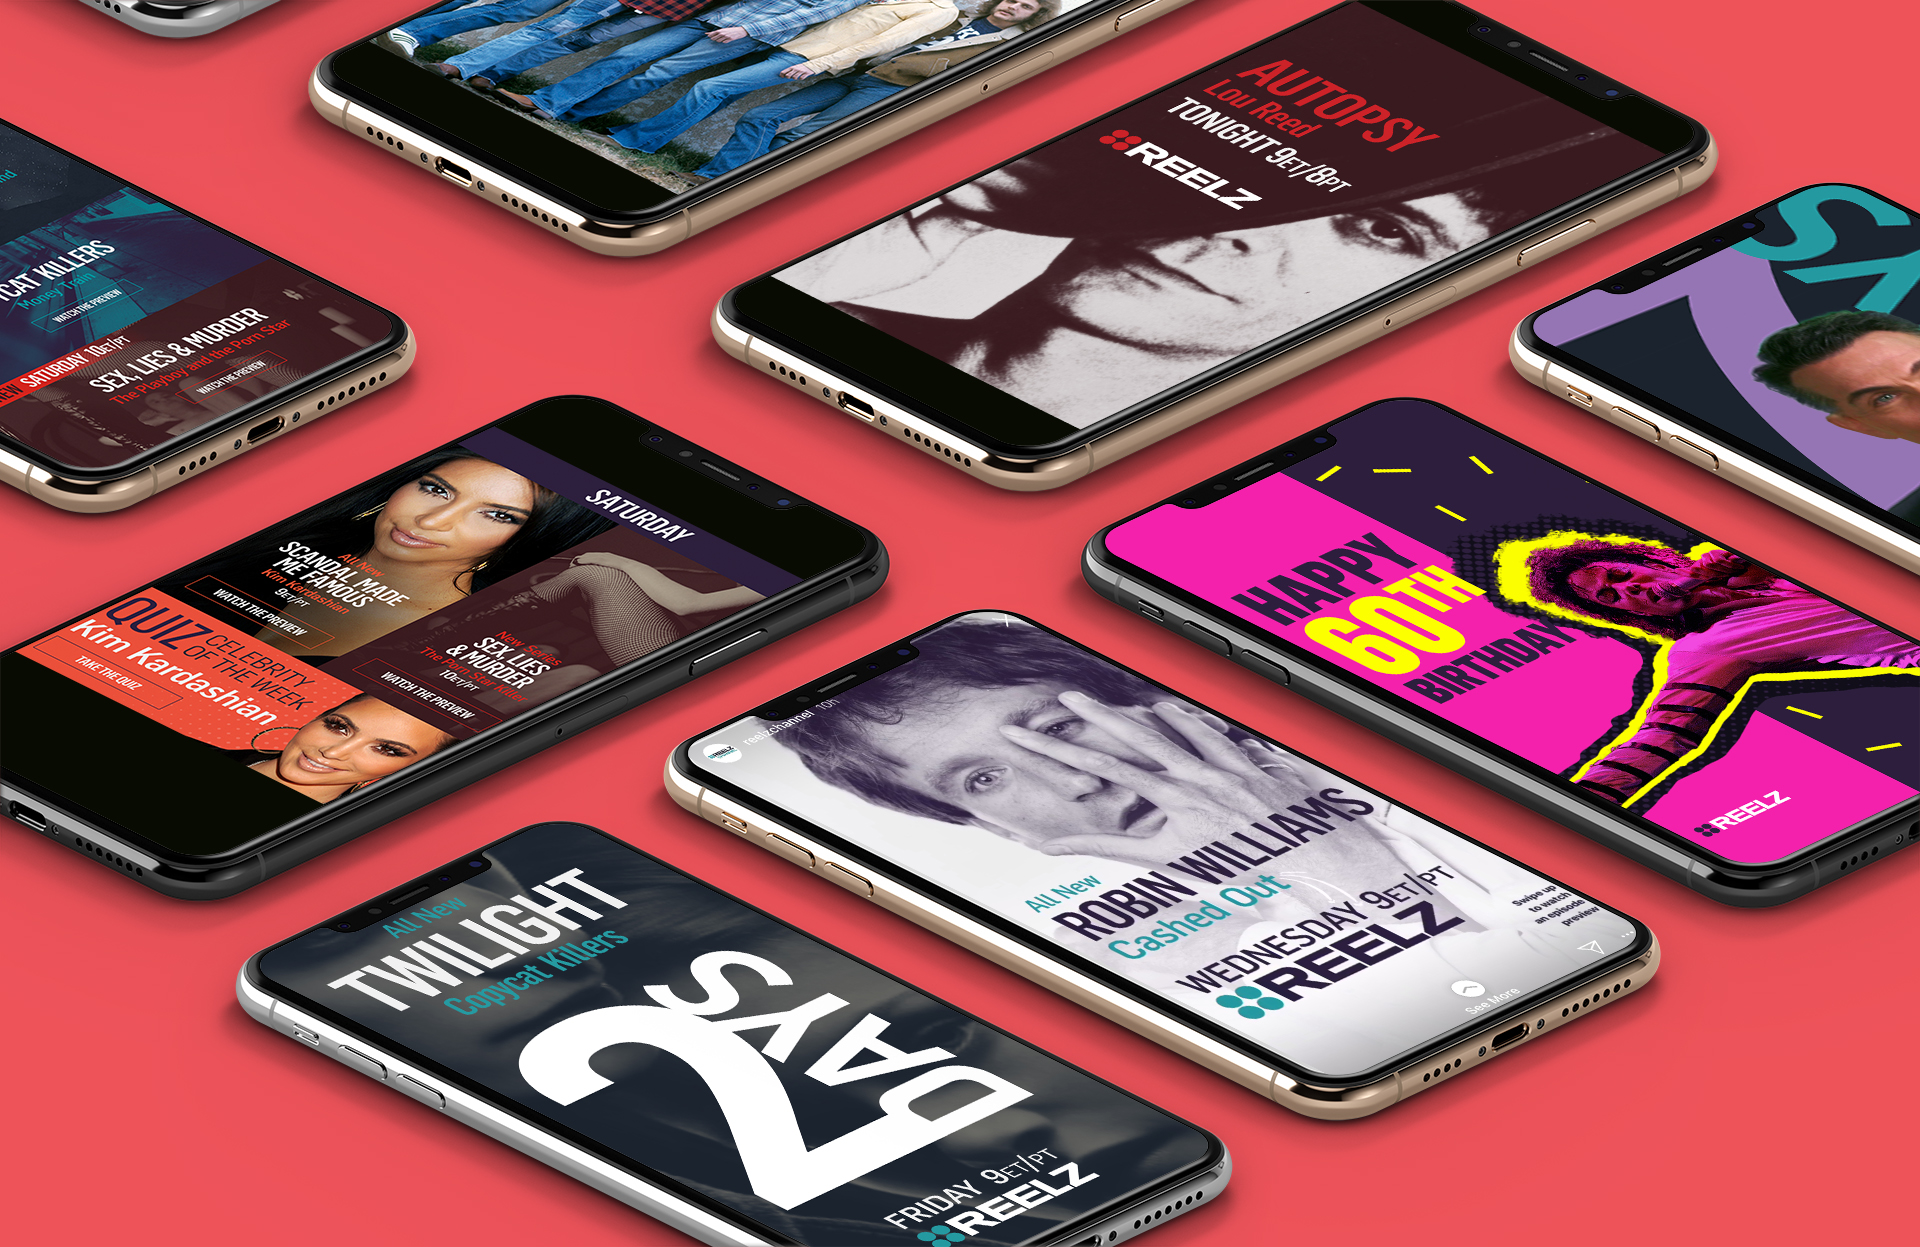 AUTOPSY
Lou Reed
TONIGHT 9ET/8PT
REELZ
KILLERS
Money Train
WATCH THE PREVIEW
SATURDAY 10ET/PT
SEX, LIES & MURDER
The Playboy and the Porn Star
WATCH THE PREVIEW
SATURDAY
All New
SCANDAL MADE
ME FAMOUS
Kim Kardashian
9ET/PT
WATCH THE PREVIEW
New Series
SEX, LIES
& MURDER
The Porn Star Killer
10ET/PT
WATCH THE PREVIEW
QUIZ CELEBRITY
OF THE WEEK
Kim Kardashian
TAKE THE QUIZ
HAPPY
60TH
BIRTHDAY
REELZ
reelzchannel 10h
REELZ
All New
ROBIN WILLIAMS
Cashed Out
WEDNESDAY 9ET/PT
REELZ
Swipe up
to watch
an episode
preview
See More
All New
TWILIGHT
Copycat Killers
2 DAYS
FRIDAY 9ET/PT
REELZ